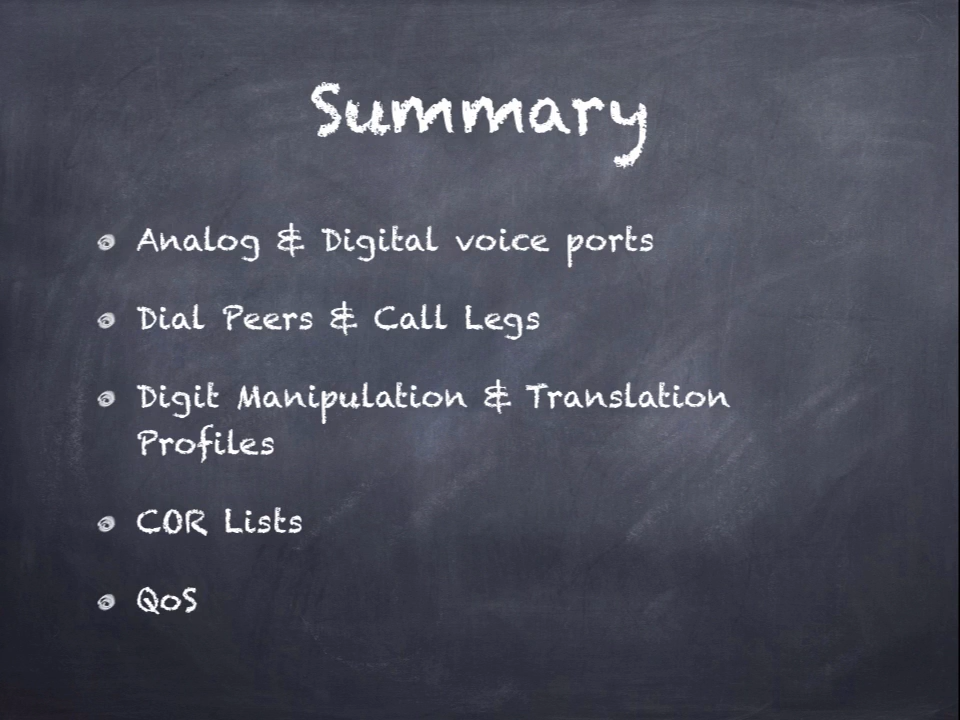 Summary
Analog & Digital voice ports
Dial Peers & Call Legs
Digit Manipulation & Translation
Profiles
COR Lists
QoS